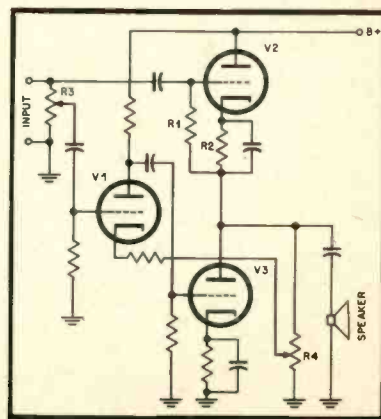 V2
B+
R3
R1
R2
INPUT
V1
V3
R4
SPEAKER